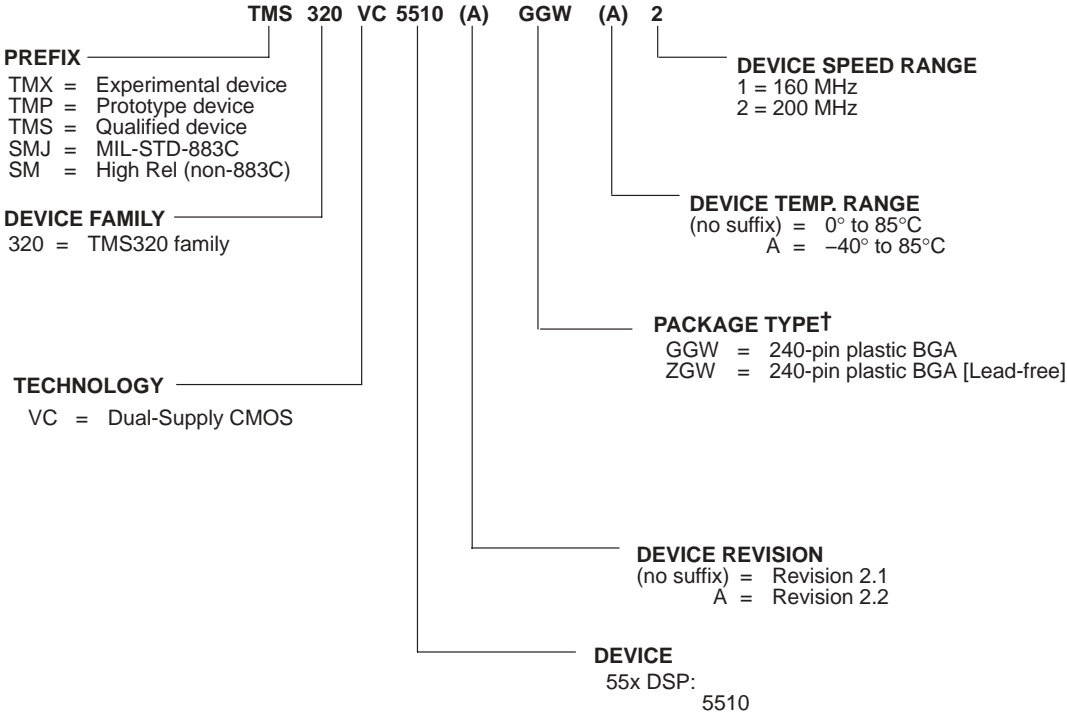 TMS 320 VC 5510 (A) GGW (A) 2
PREFIX
TMX = Experimental device
TMP = Prototype device
TMS = Qualified device
SMJ = MIL-STD-883C
SM = High Rel (non-883C)
DEVICE SPEED RANGE
1 = 160 MHz
2 = 200 MHz
DEVICE FAMILY
320 = TMS320 family
DEVICE TEMP. RANGE
(no suffix) = 0° to 85°C
A = −40° to 85°C
PACKAGE TYPE†
GGW = 240-pin plastic BGA
ZGW = 240-pin plastic BGA [Lead-free]
TECHNOLOGY
VC = Dual-Supply CMOS
DEVICE REVISION
(no suffix) = Revision 2.1
A = Revision 2.2
DEVICE
55x DSP:
5510